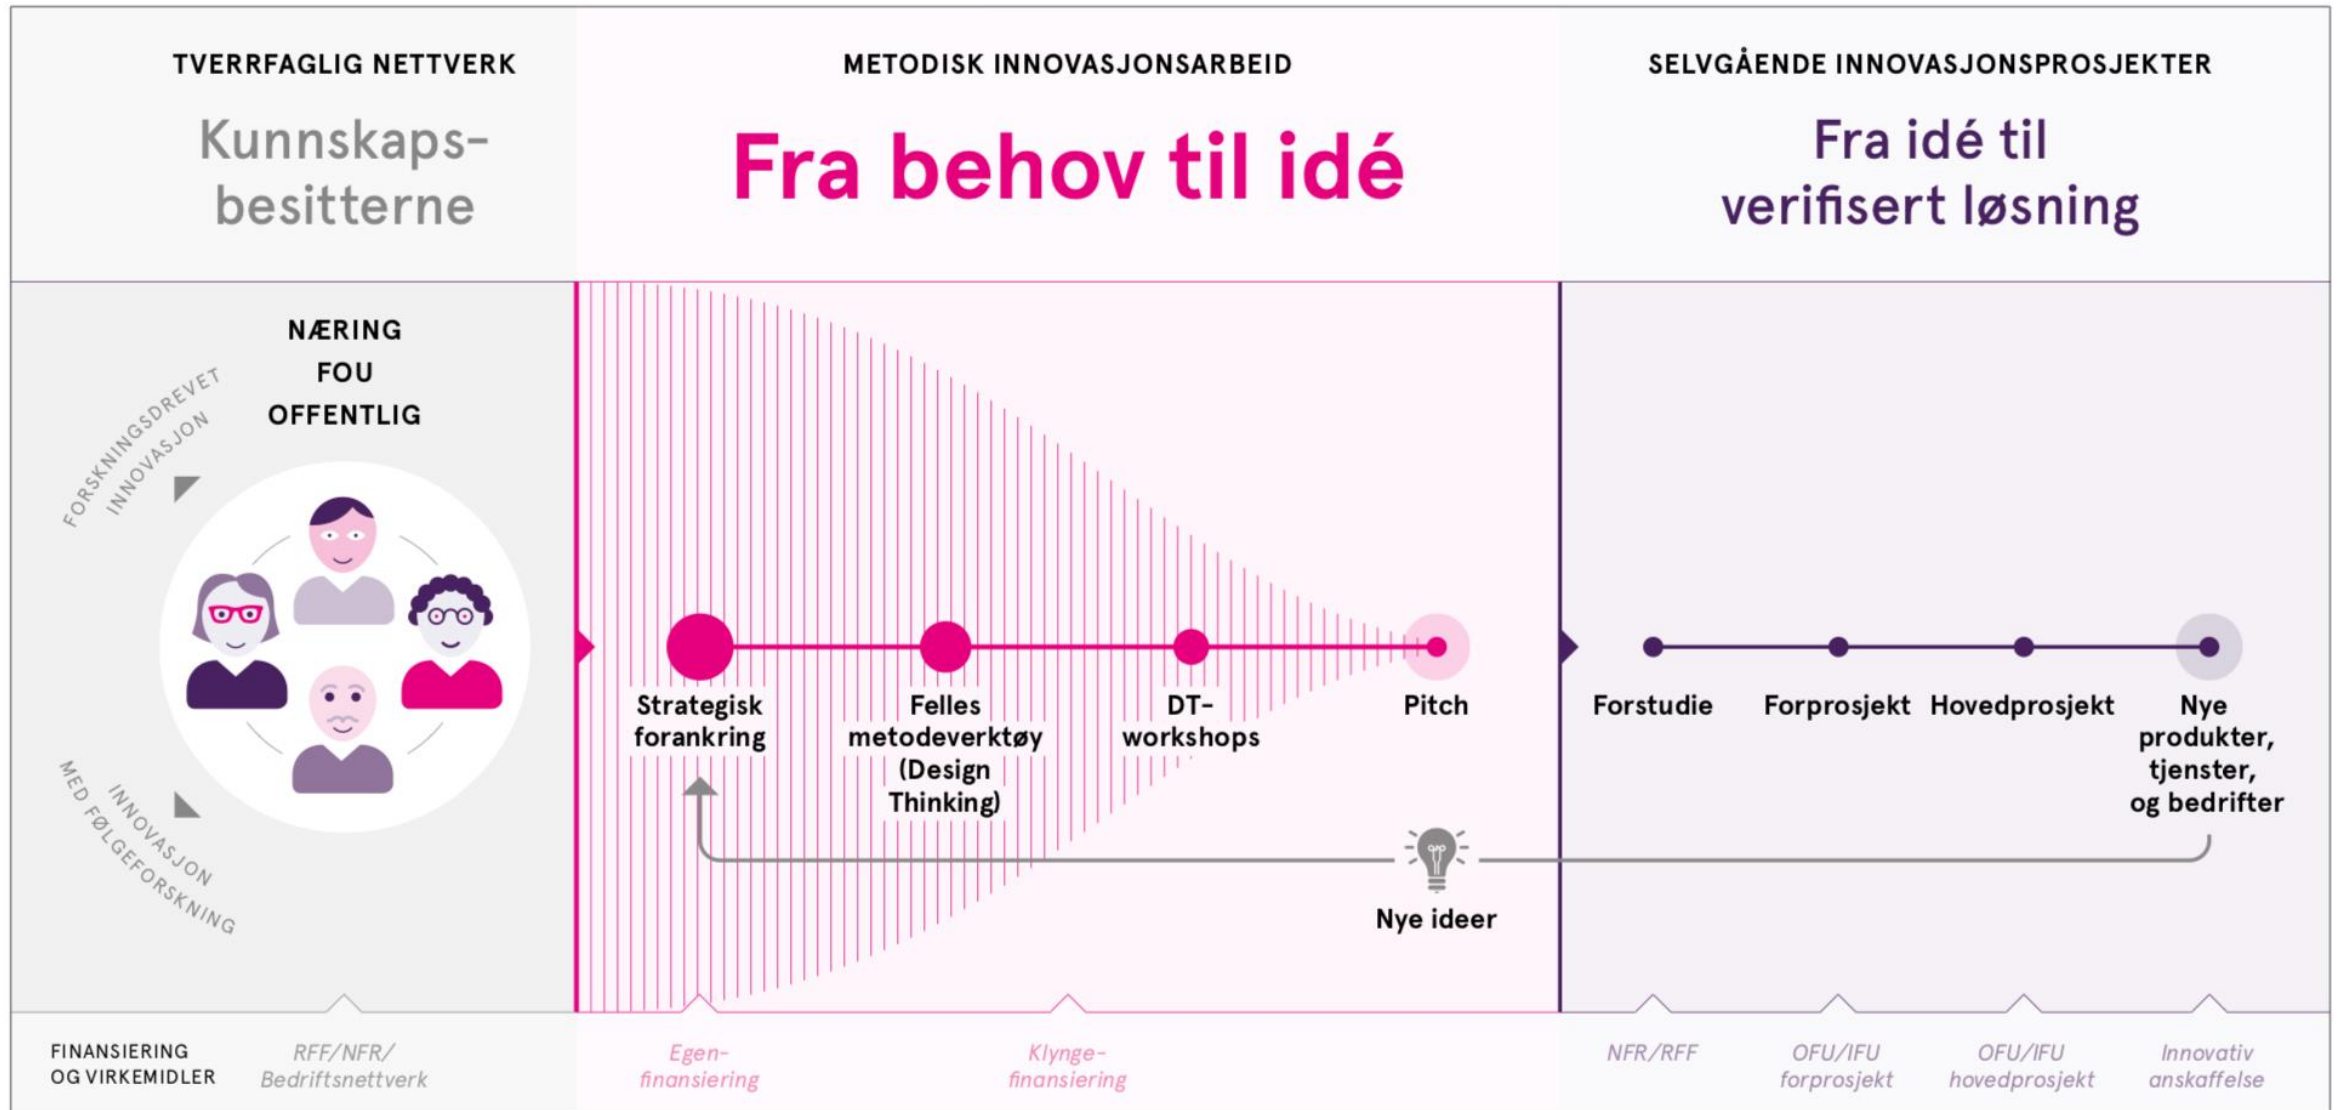 TVERRFAGLIG NETTVERK
Kunnskaps-
besitterne
METODISK INNOVASJONSARBEID
Fra behov til idé
SELVGÅENDE INNOVASJONSPROSJEKTER
Fra idé til
verifisert løsning
NÆRING
FOU
OFFENTLIG
FORSKNINGSDREVET
INNOVASJON
INNOVASJON
MED FØLGEFORSKNING
Strategisk
forankring
Felles
metodeverktøy
(Design
Thinking)
DT-
workshops
Pitch
Nye ideer
Forstudie
Forprosjekt
Hovedprosjekt
Nye
produkter,
tjenster,
og bedrifter
FINANSIERING
OG VIRKEMIDLER
RFF/NFR/
Bedriftsnettverk
Egen-
finansiering
Klynge-
finansiering
NFR/RFF
OFU/IFU
forprosjekt
OFU/IFU
hovedprosjekt
Innovativ
anskaffelse